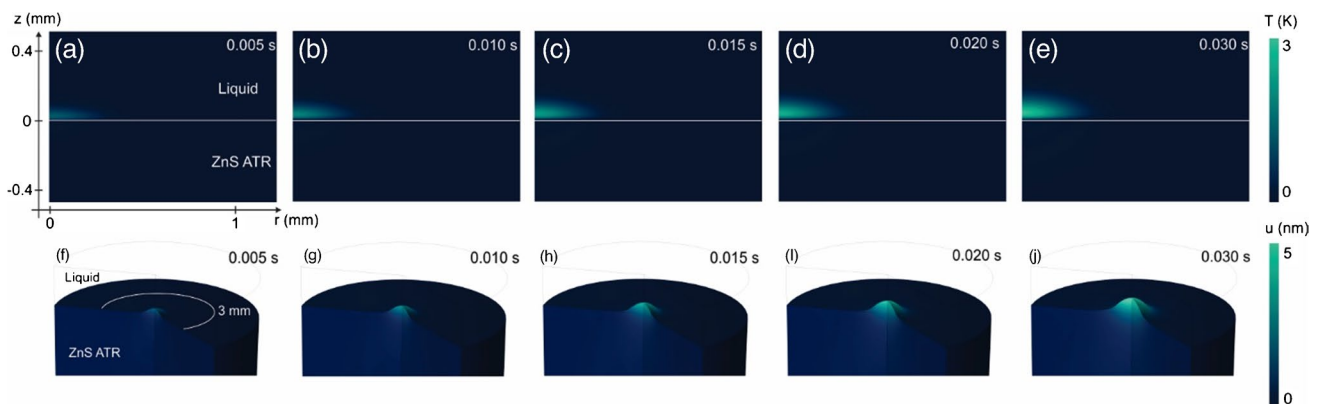 z (mm)
T (K)
(a)
0.005 s
(b)
0.010 s
(c)
0.015 s
(d)
0.020 s
(e)
0.030 s
3
0.4
Liquid
0
ZnS ATR
-0.4
0
0
1
r (mm)
u (nm)
(f)
0.005 s
(g)
0.010 s
(h)
0.015 s
(l)
0.020 s
(j)
0.030 s
5
Liquid
3 mm
ZnS ATR
0